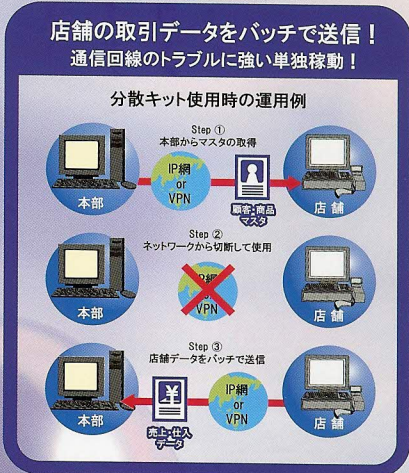 店舗の取引データをバッチで送信！
通信回線のトラブルに強い単独稼動！
分散キット使用時の運用例
Step ①
本部からマスタの取得
本部
IP網
or
VPN
顧客・商品
マスタ
店舗
Step ②
ネットワークから切断して使用
本部
IP網
or
VPN
店舗
Step ③
店舗データをバッチで送信
本部
¥
売上・仕入
データ
IP網
or
VPN
店舗